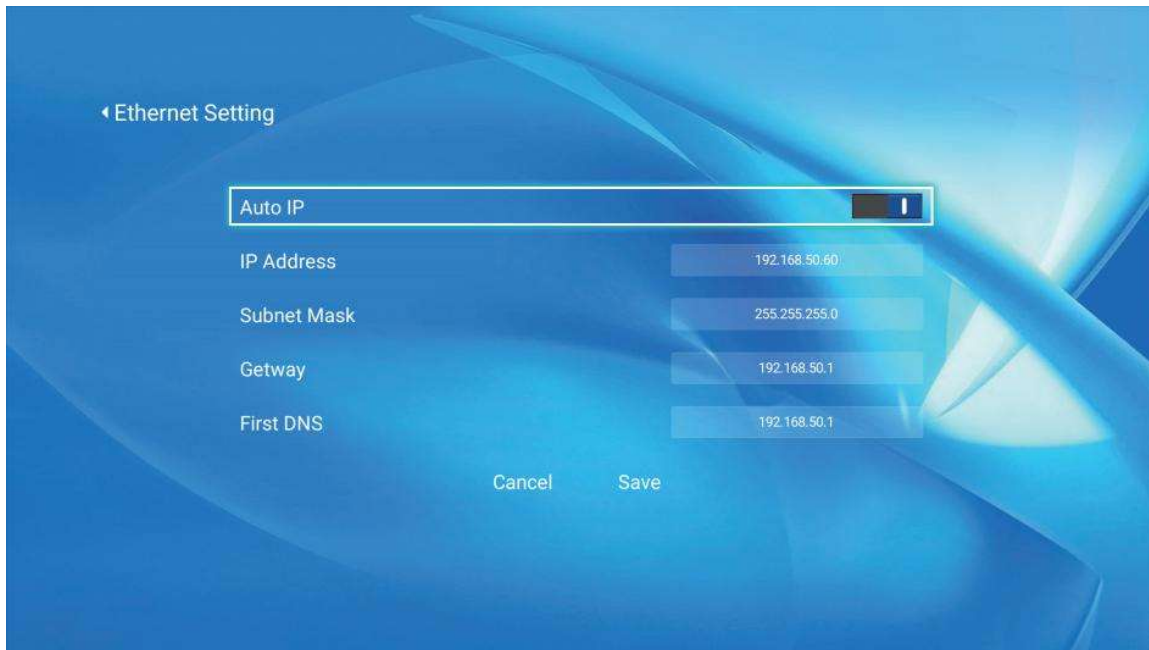 Ethernet Setting
Auto IP
IP Address 192.168.50.60
Subnet Mask 255.255.255.0
Getway 192.168.50.1
First DNS 192.168.50.1
Cancel Save